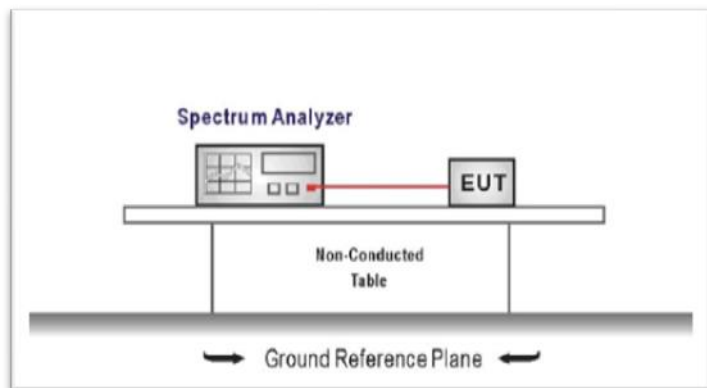 Spectrum Analyzer
EUT
Non-Conducted
Table
Ground Reference Plane